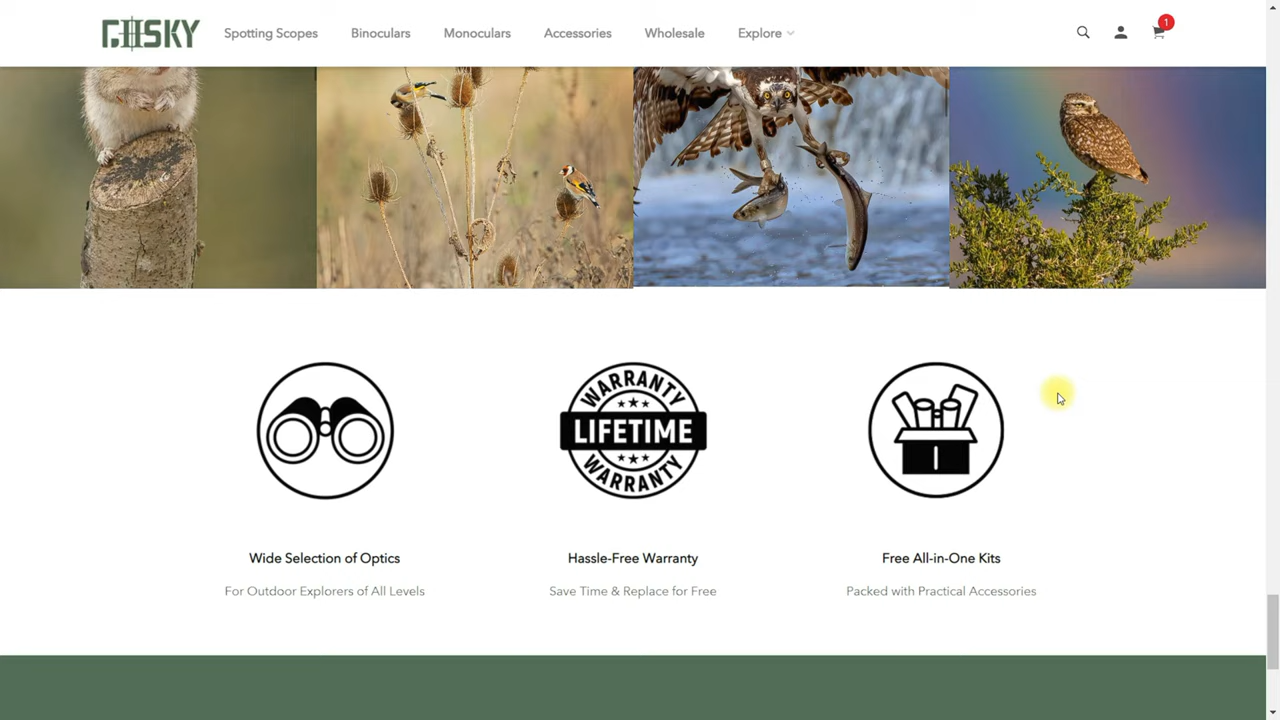 GOSKY
Spotting Scopes
Binoculars
Monoculars
Accessories
Wholesale
Explore
1
WARRANTY
LIFETIME
WARRANTY
Wide Selection of Optics
Hassle-Free Warranty
Free All-in-One Kits
For Outdoor Explorers of All Levels
Save Time & Replace for Free
Packed with Practical Accessories